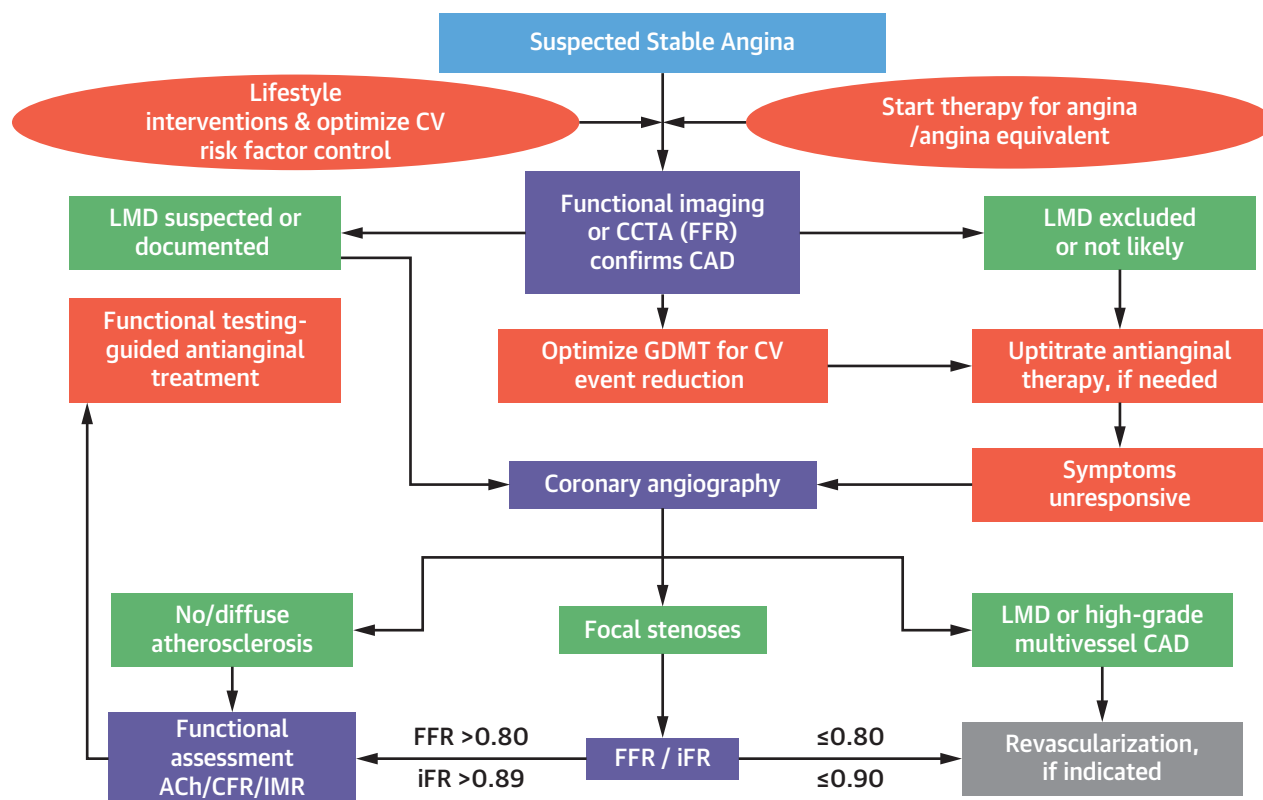 Suspected Stable Angina
Lifestyle
interventions & optimize CV
risk factor control
Start therapy for angina
/angina equivalent
LMD suspected or
documented
Functional imaging
or CCTA (FFR)
confirms CAD
LMD excluded
or not likely
Functional testing-
guided antianginal
treatment
Optimize GDMT for CV
event reduction
Uptitrate antianginal
therapy, if needed
Coronary angiography
Symptoms
unresponsive
No/diffuse
atherosclerosis
Focal stenoses
LMD or high-grade
multivessel CAD
Functional
assessment
ACh/CFR/IMR
FFR >0.80
iFR >0.89
FFR / iFR
≤0.80
≤0.90
Revascularization,
if indicated